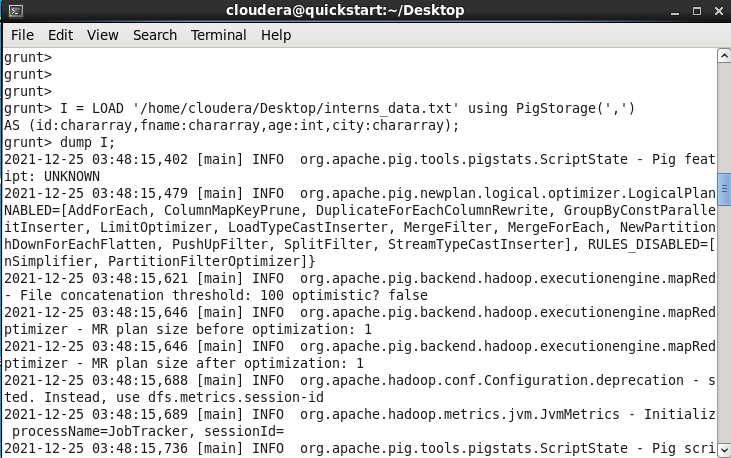 cloudera@quickstart:~/Desktop
File Edit View Search Terminal Help
grunt>
grunt>
grunt>
grunt> I = LOAD '/home/cloudera/Desktop/interns_data.txt' using PigStorage(',')
AS (id:chararray,fname:chararray,age:int,city:chararray);
grunt> dump I;
2021-12-25 03:48:15,402 [main] INFO  org.apache.pig.tools.pigstats.ScriptState - Pig feat
ipt: UNKNOWN
2021-12-25 03:48:15,479 [main] INFO  org.apache.pig.newplan.logical.optimizer.LogicalPlan
NABLED=[AddForEach, ColumnMapKeyPrune, DuplicateForEachColumnRewrite, GroupByConstParalle
itInserter, LimitOptimizer, LoadTypeCastInserter, MergeFilter, MergeForEach, NewPartition
hDownForEachFlatten, PushUpFilter, SplitFilter, StreamTypeCastInserter], RULES_DISABLED=[
nSimplifier, PartitionFilterOptimizer]}
2021-12-25 03:48:15,621 [main] INFO  org.apache.pig.backend.hadoop.executionengine.mapRed
- File concatenation threshold: 100 optimistic? false
2021-12-25 03:48:15,646 [main] INFO  org.apache.pig.backend.hadoop.executionengine.mapRed
ptimizer - MR plan size before optimization: 1
2021-12-25 03:48:15,646 [main] INFO  org.apache.pig.backend.hadoop.executionengine.mapRed
ptimizer - MR plan size after optimization: 1
2021-12-25 03:48:15,688 [main] INFO  org.apache.hadoop.conf.Configuration.deprecation - s
ted. Instead, use dfs.metrics.session-id
2021-12-25 03:48:15,689 [main] INFO  org.apache.hadoop.metrics.jvm.JvmMetrics - Initializ
 processName=JobTracker, sessionId=
2021-12-25 03:48:15,736 [main] INFO  org.apache.pig.tools.pigstats.ScriptState - Pig scri